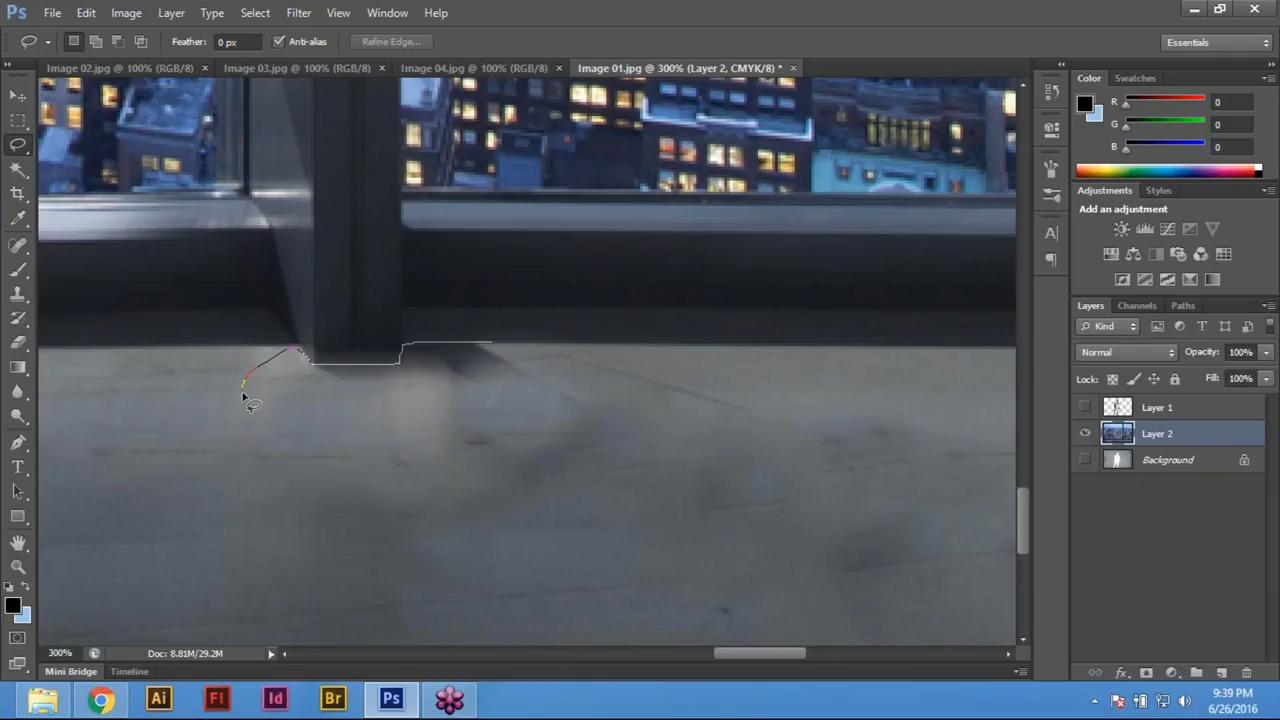 Ps File Edit Image Layer Type Select Filter View Window Help
Feather: 0 px Anti-alias Refine Edge... Essentials
Image 02.jpg @ 100% (RGB/8) × Image 03.jpg @ 100% (RGB/8) × Image 04.jpg @ 100% (RGB/8) × Image 01.jpg @ 300% (Layer 2, CMYK/8) * ×
Color Swatches
R 0
G 0
B 0
Adjustments Styles
Add an adjustment
Layers Channels Paths
Kind
Normal Opacity: 100%
Lock: Fill: 100%
Layer 1
Layer 2
Background
300% Doc: 8.81M/29.2M
Mini Bridge Timeline
Ai Fl Id Br Ps
9:39 PM
6/26/2016